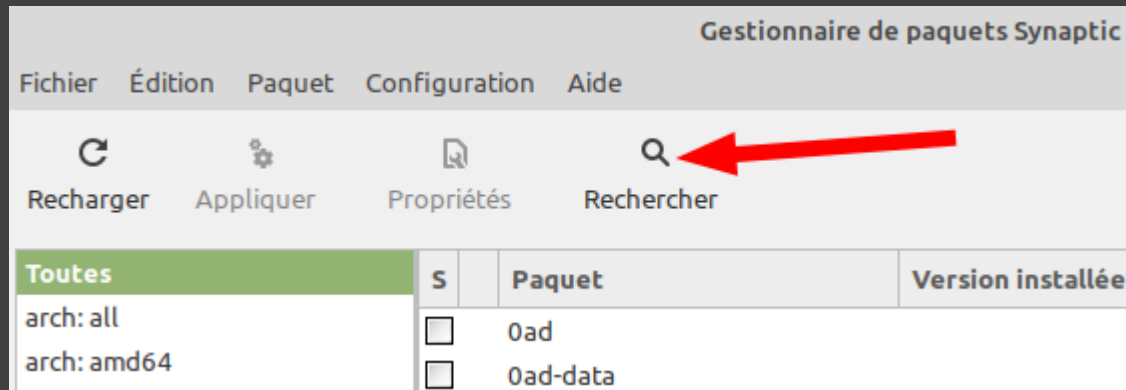 Gestionnaire de paquets Synaptic
Fichier Édition Paquet Configuration Aide
Recharger Appliquer Propriétés Rechercher
Toutes S Paquet Version installée
arch: all 0ad
arch: amd64 0ad-data